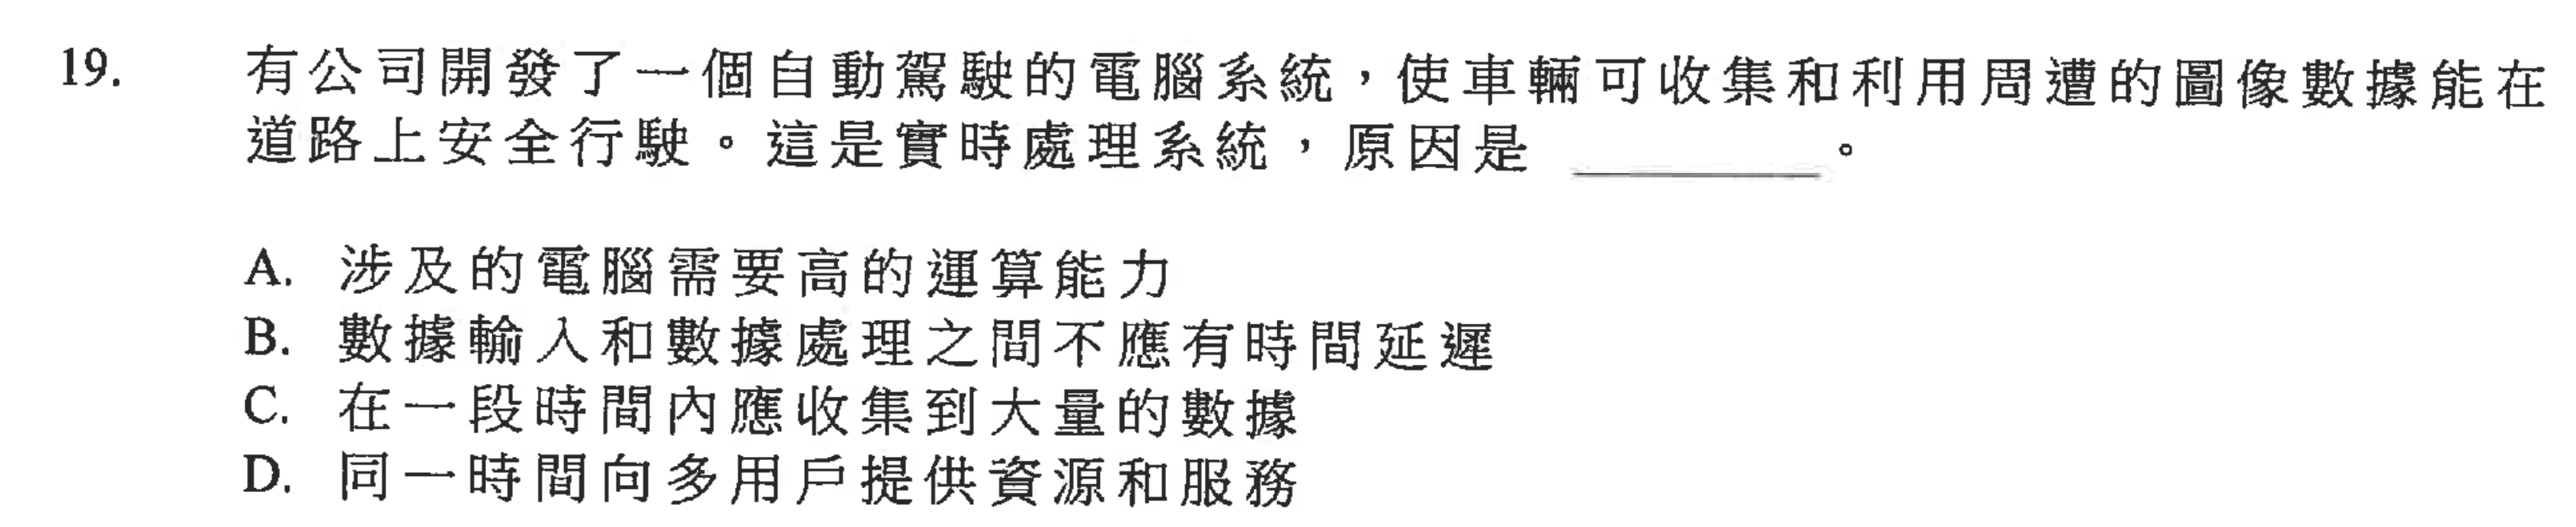 19. 有公司開發了一個自動駕駛的電腦系統，使車輛可收集和利用周遭的圖像數據能在
道路上安全行駛。這是實時處理系統，原因是 ________。
A. 涉及的電腦需要高的運算能力
B. 數據輸入和數據處理之間不應有時間延遲
C. 在一段時間內應收集到大量的數據
D. 同一時間向多用戶提供資源和服務